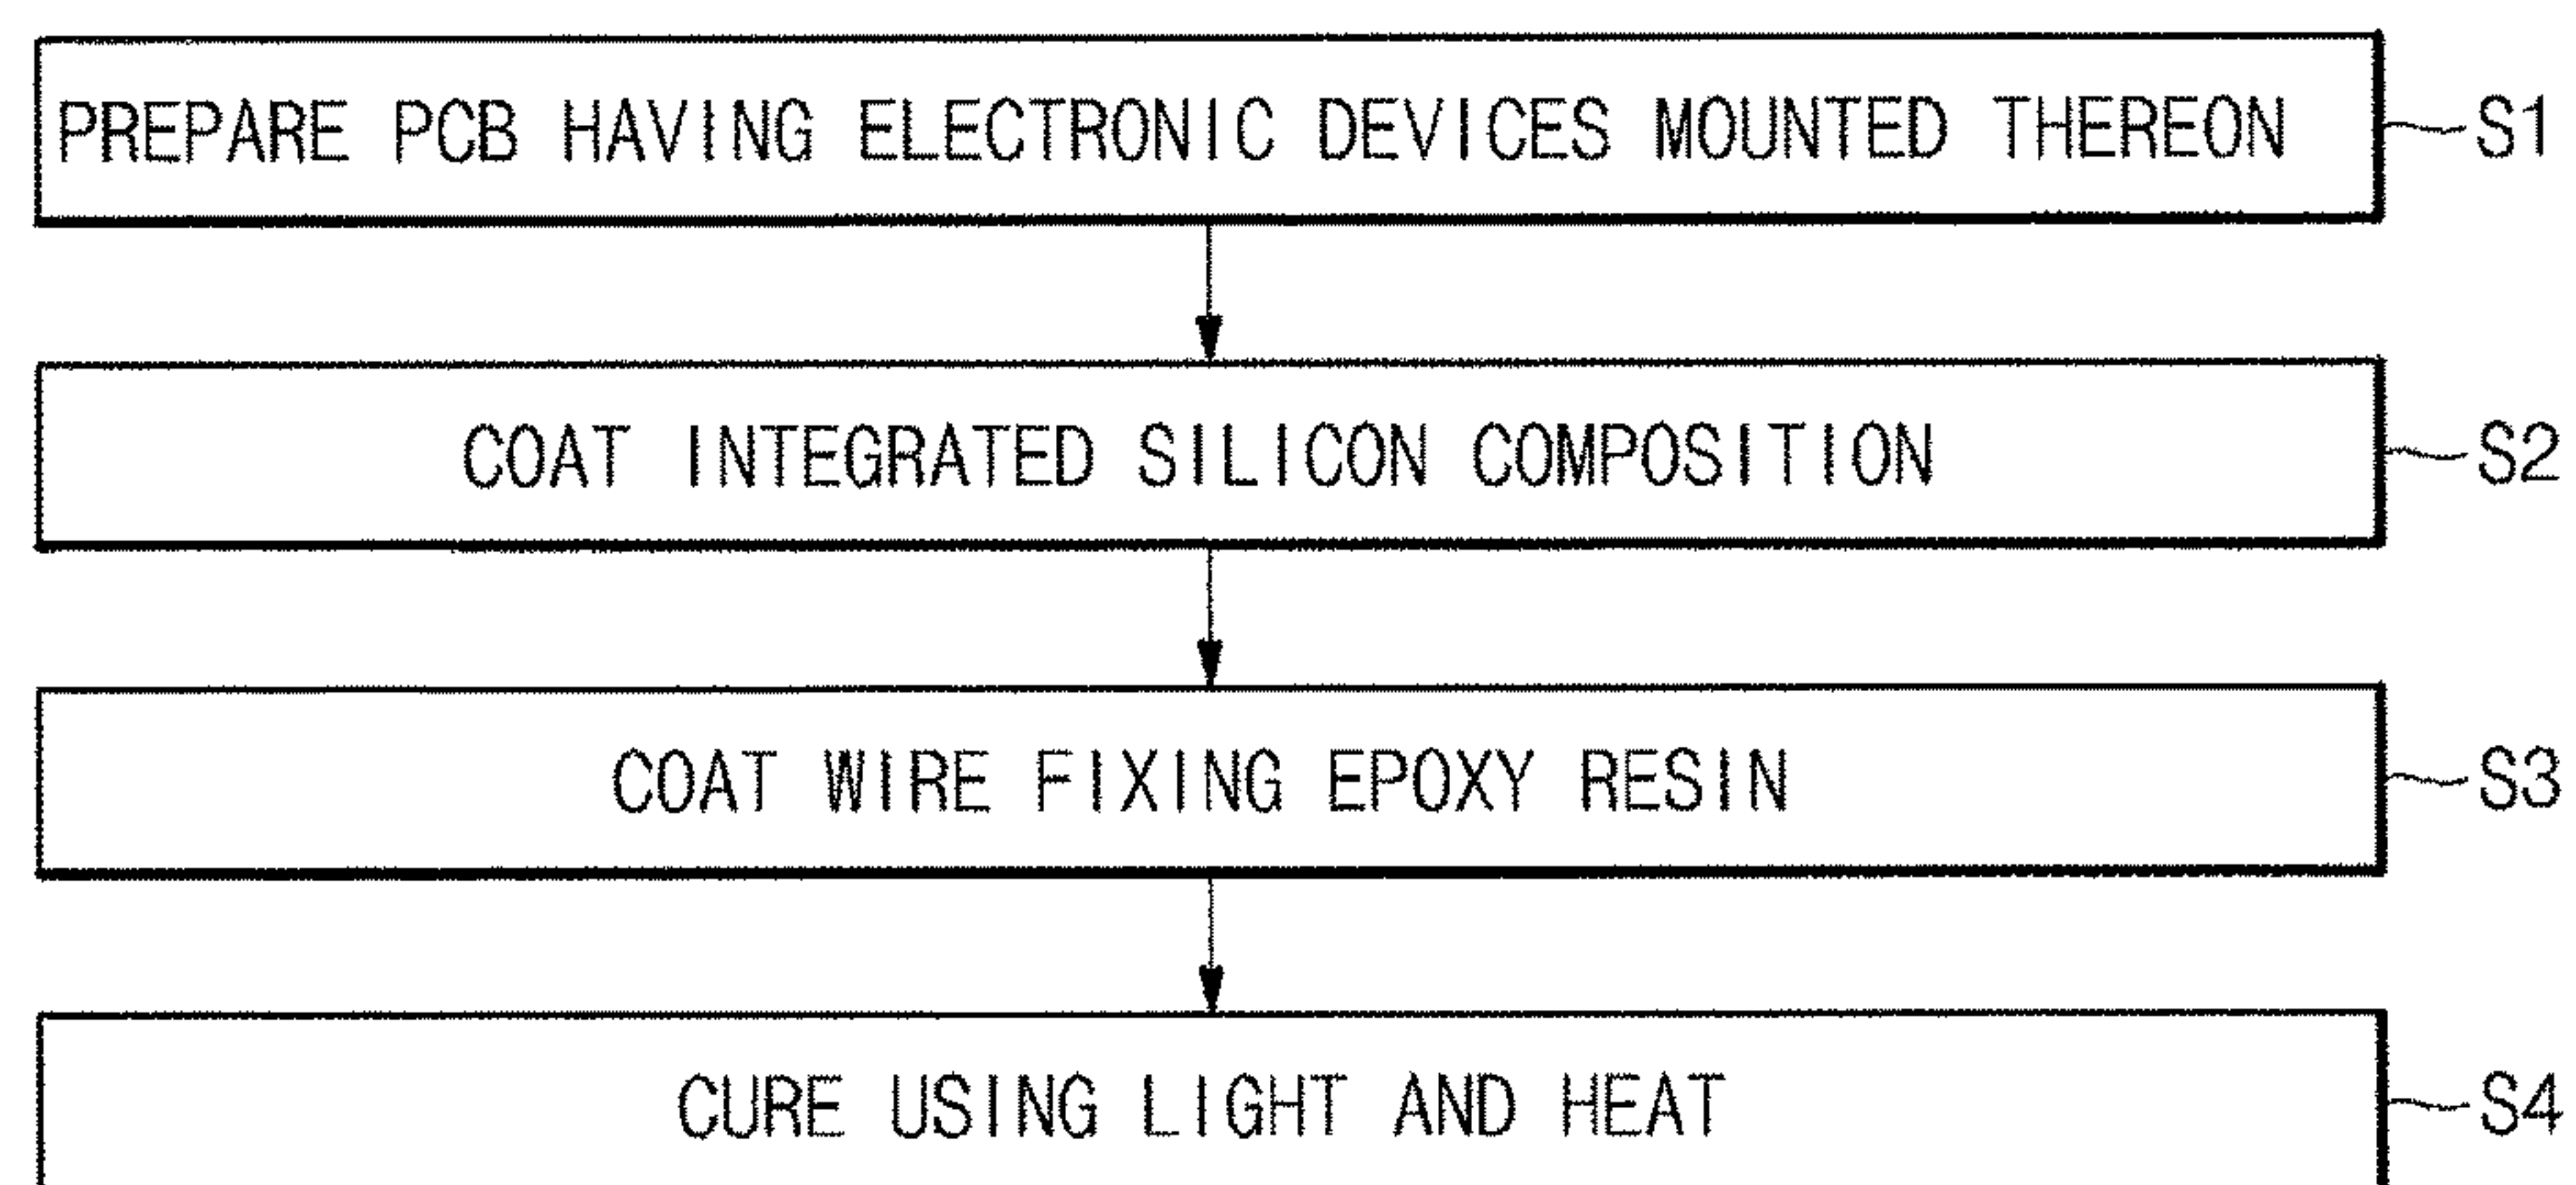 PREPARE PCB HAVING ELECTRONIC DEVICES MOUNTED THEREON S1
COAT INTEGRATED SILICON COMPOSITION S2
COAT WIRE FIXING EPOXY RESIN S3
CURE USING LIGHT AND HEAT S4